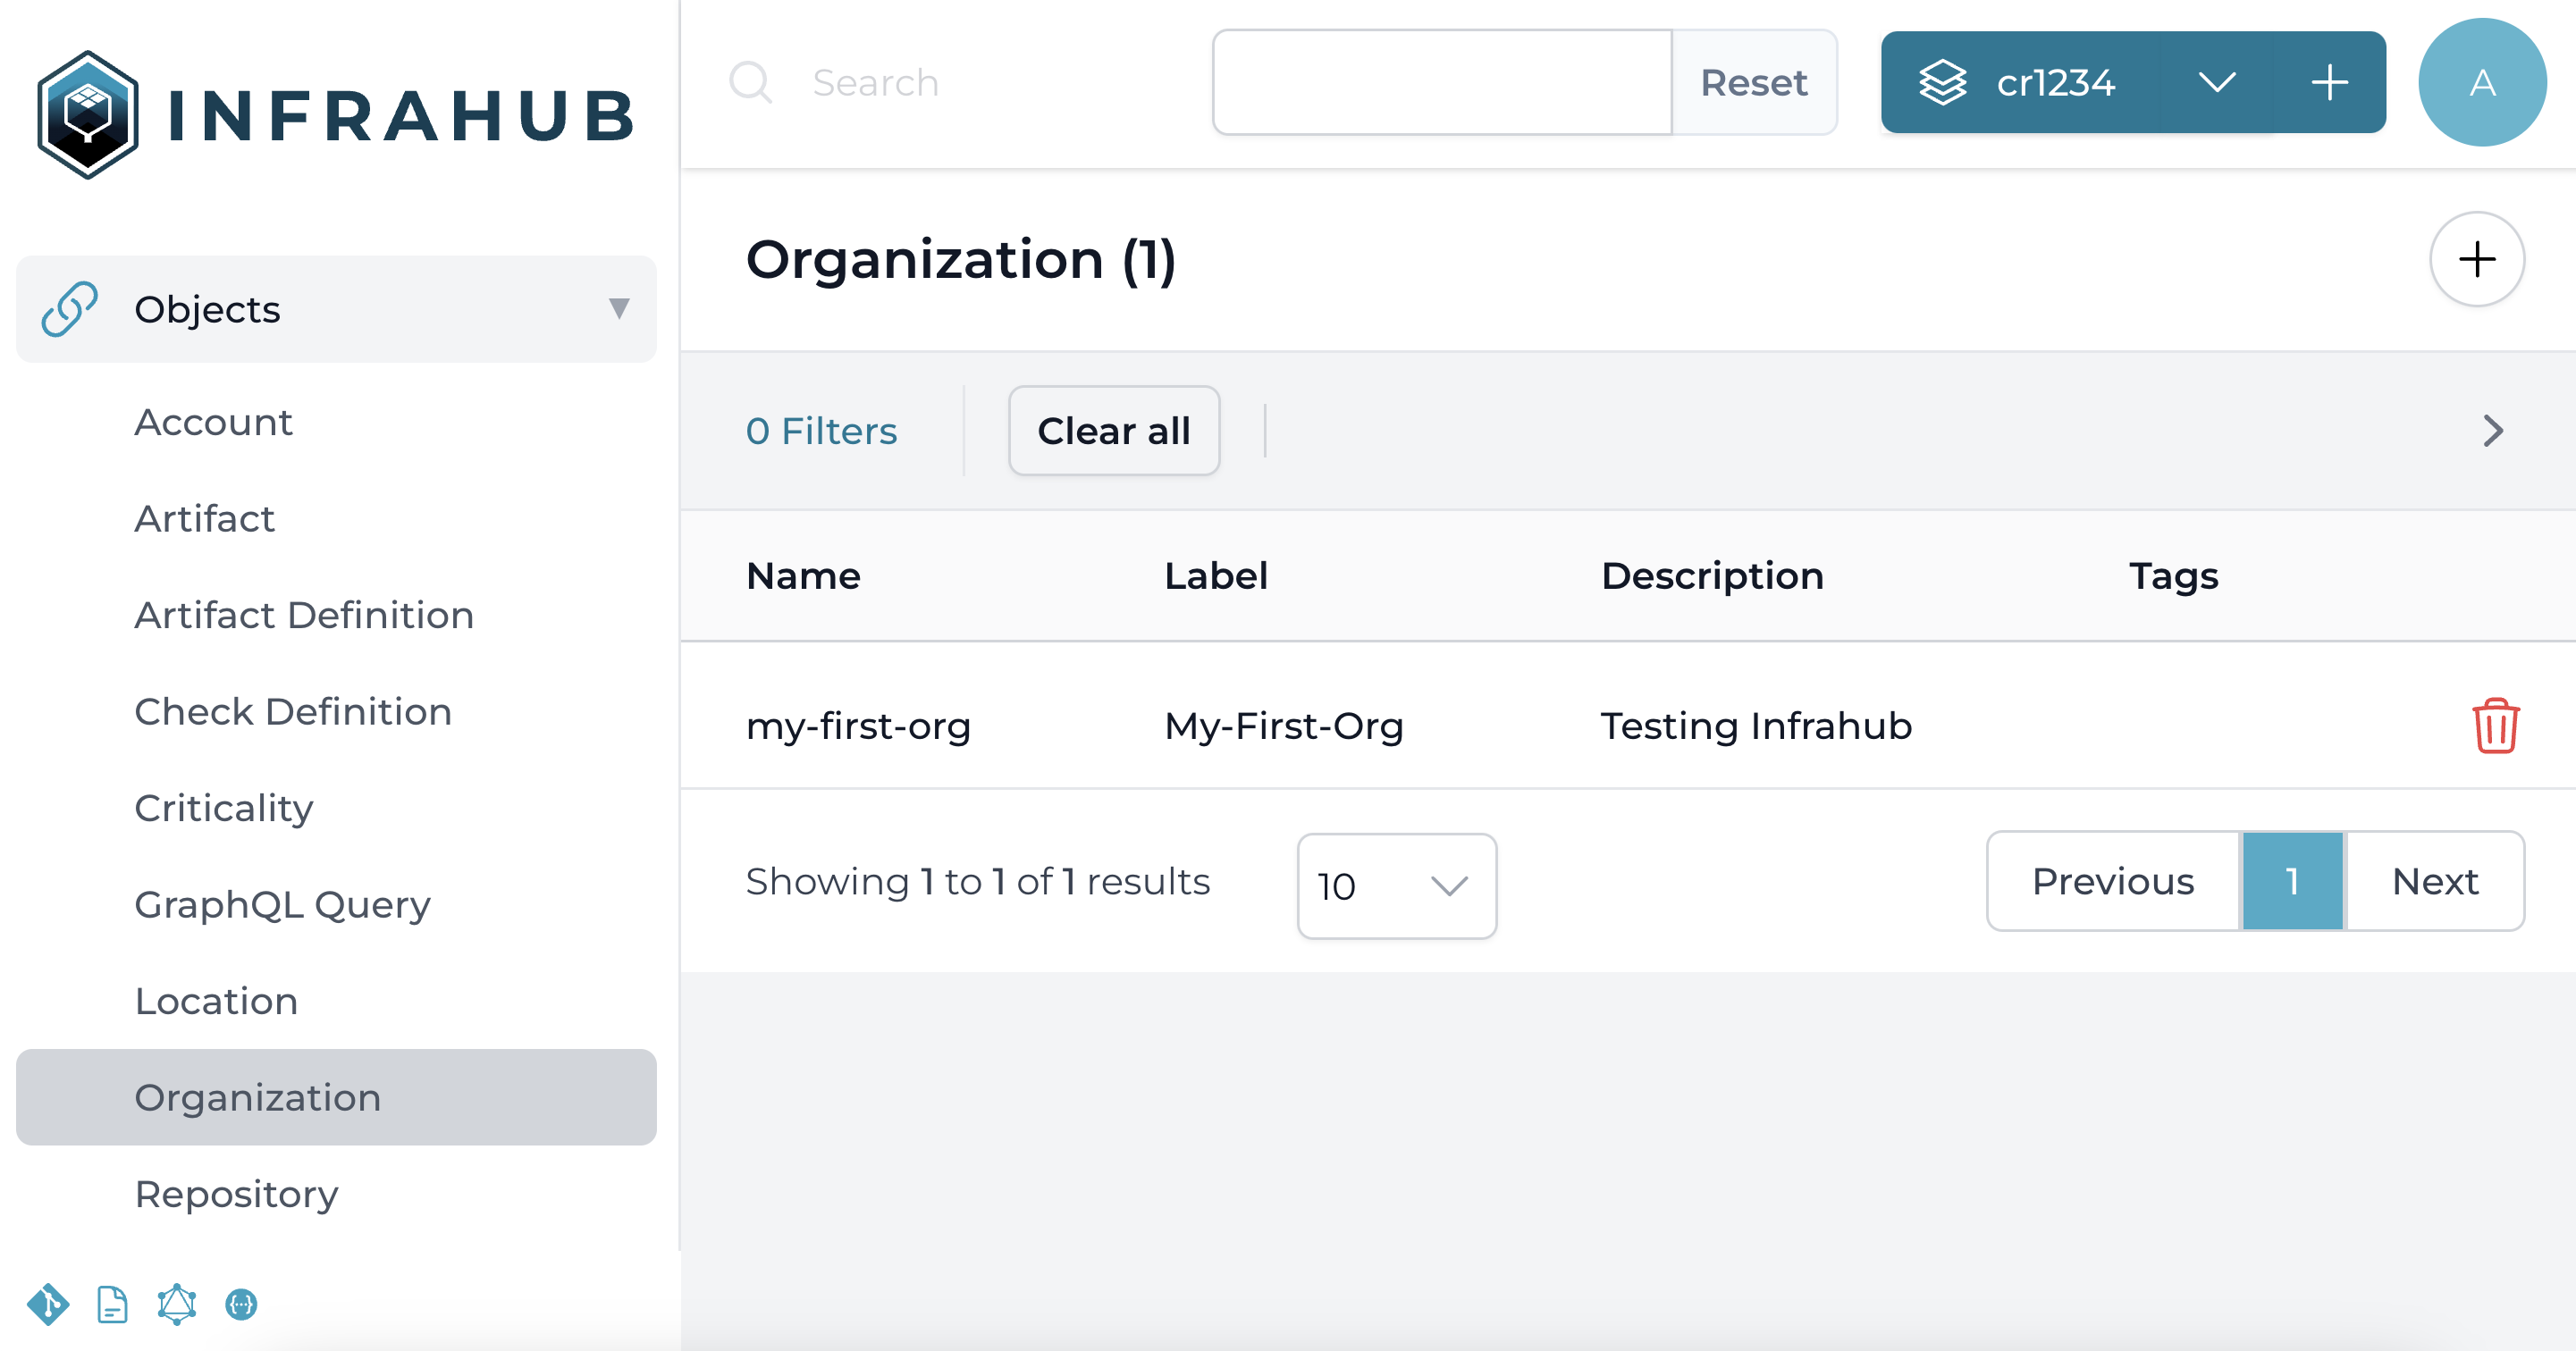 INFRAHUB
Search
Reset
cr1234
A
Objects
Account
Artifact
Artifact Definition
Check Definition
Criticality
GraphQL Query
Location
Organization
Repository
Organization (1)
0 Filters
Clear all
Name Label Description Tags
my-first-org My-First-Org Testing Infrahub
Showing 1 to 1 of 1 results
10
Previous 1 Next